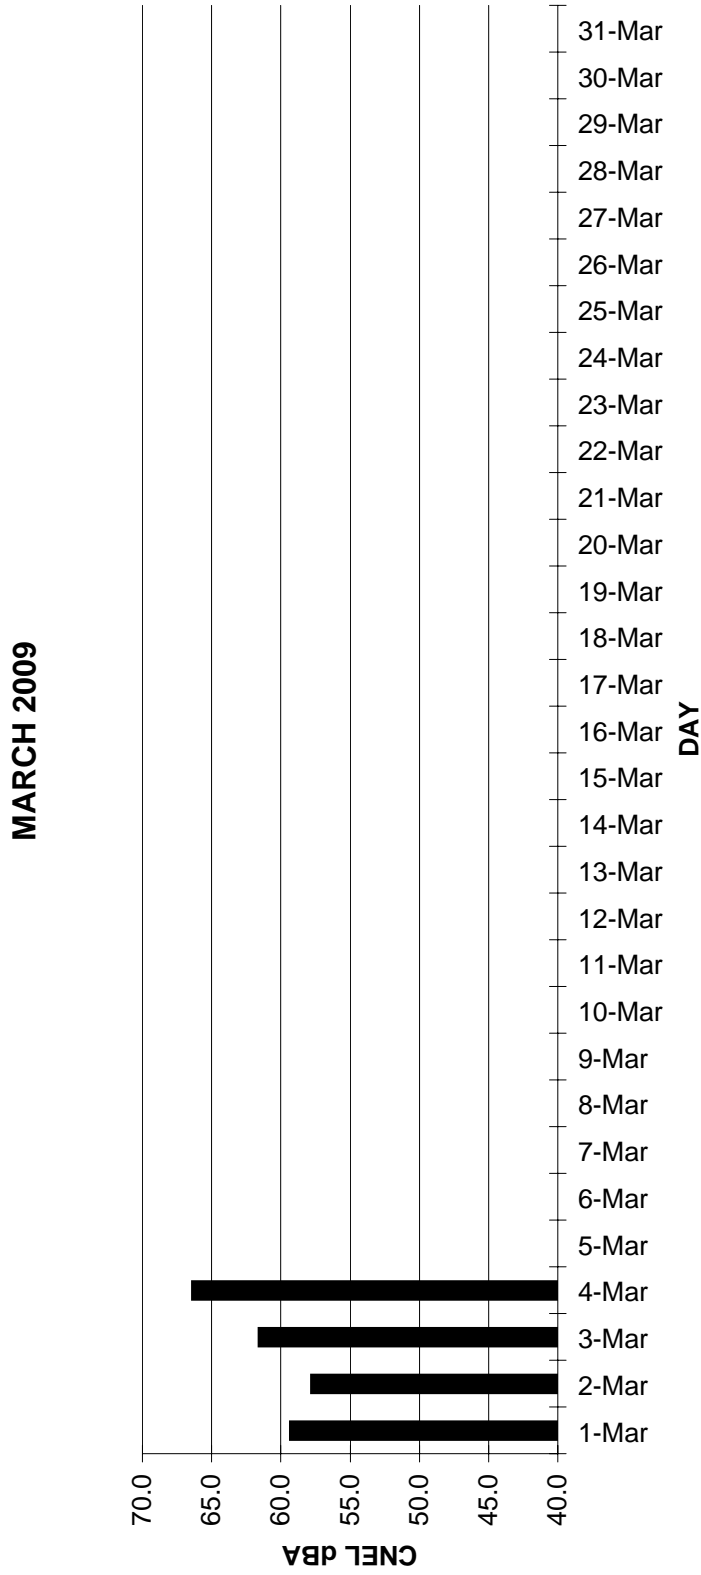 MARCH 2009
70.0
65.0
60.0
55.0
50.0
45.0
40.0
CNEL dBA
1-Mar
2-Mar
3-Mar
4-Mar
5-Mar
6-Mar
7-Mar
8-Mar
9-Mar
10-Mar
11-Mar
12-Mar
13-Mar
14-Mar
15-Mar
16-Mar
17-Mar
18-Mar
19-Mar
20-Mar
21-Mar
22-Mar
23-Mar
24-Mar
25-Mar
26-Mar
27-Mar
28-Mar
29-Mar
30-Mar
31-Mar
DAY